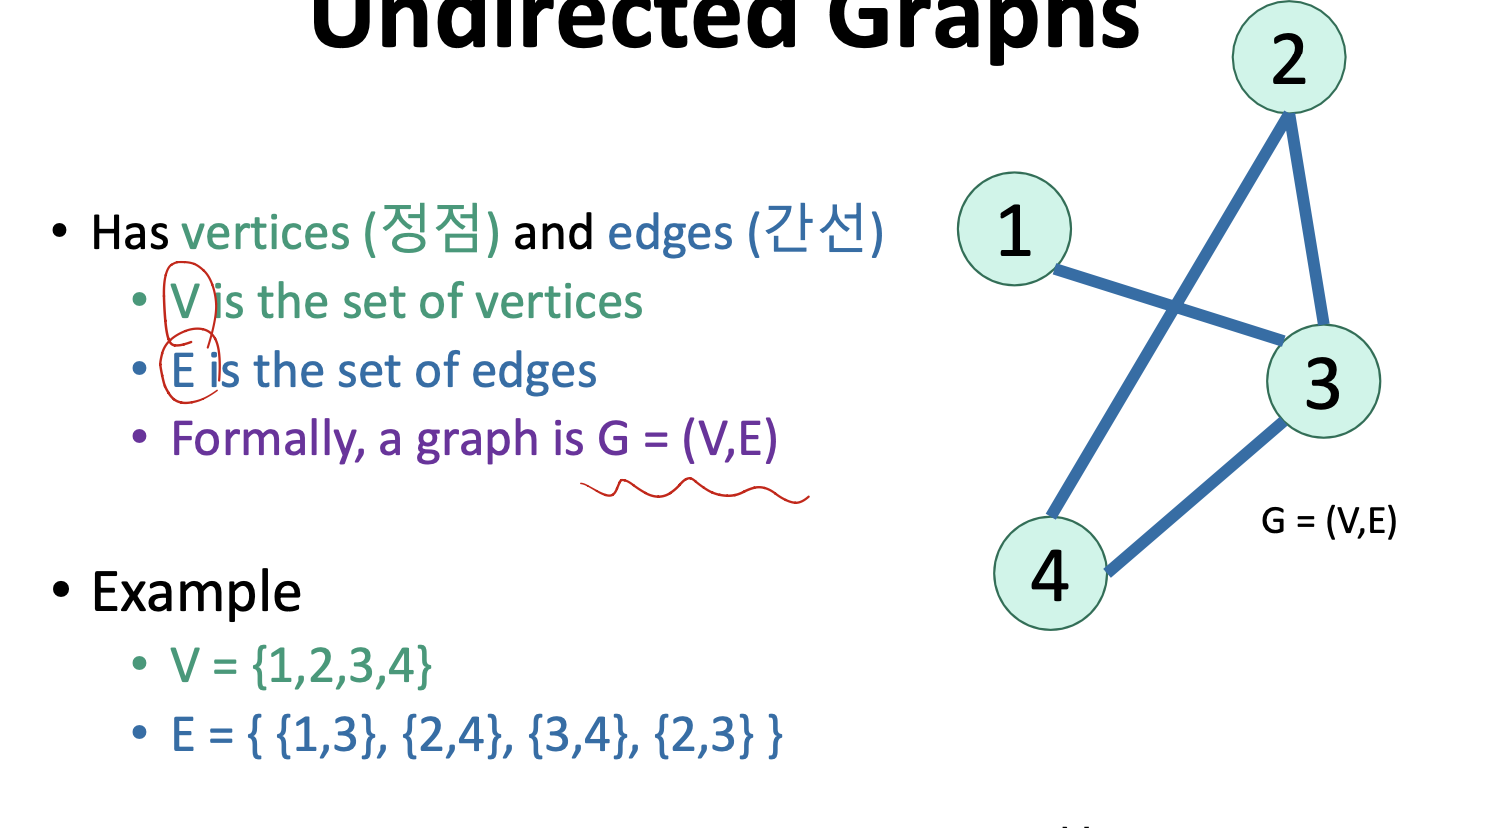 Undirected Graphs
• Has vertices (정점) and edges (간선)
• V is the set of vertices
• E is the set of edges
• Formally, a graph is G = (V,E)
• Example
• V = {1,2,3,4}
• E = { {1,3}, {2,4}, {3,4}, {2,3} }
2
1
3
4
G = (V,E)